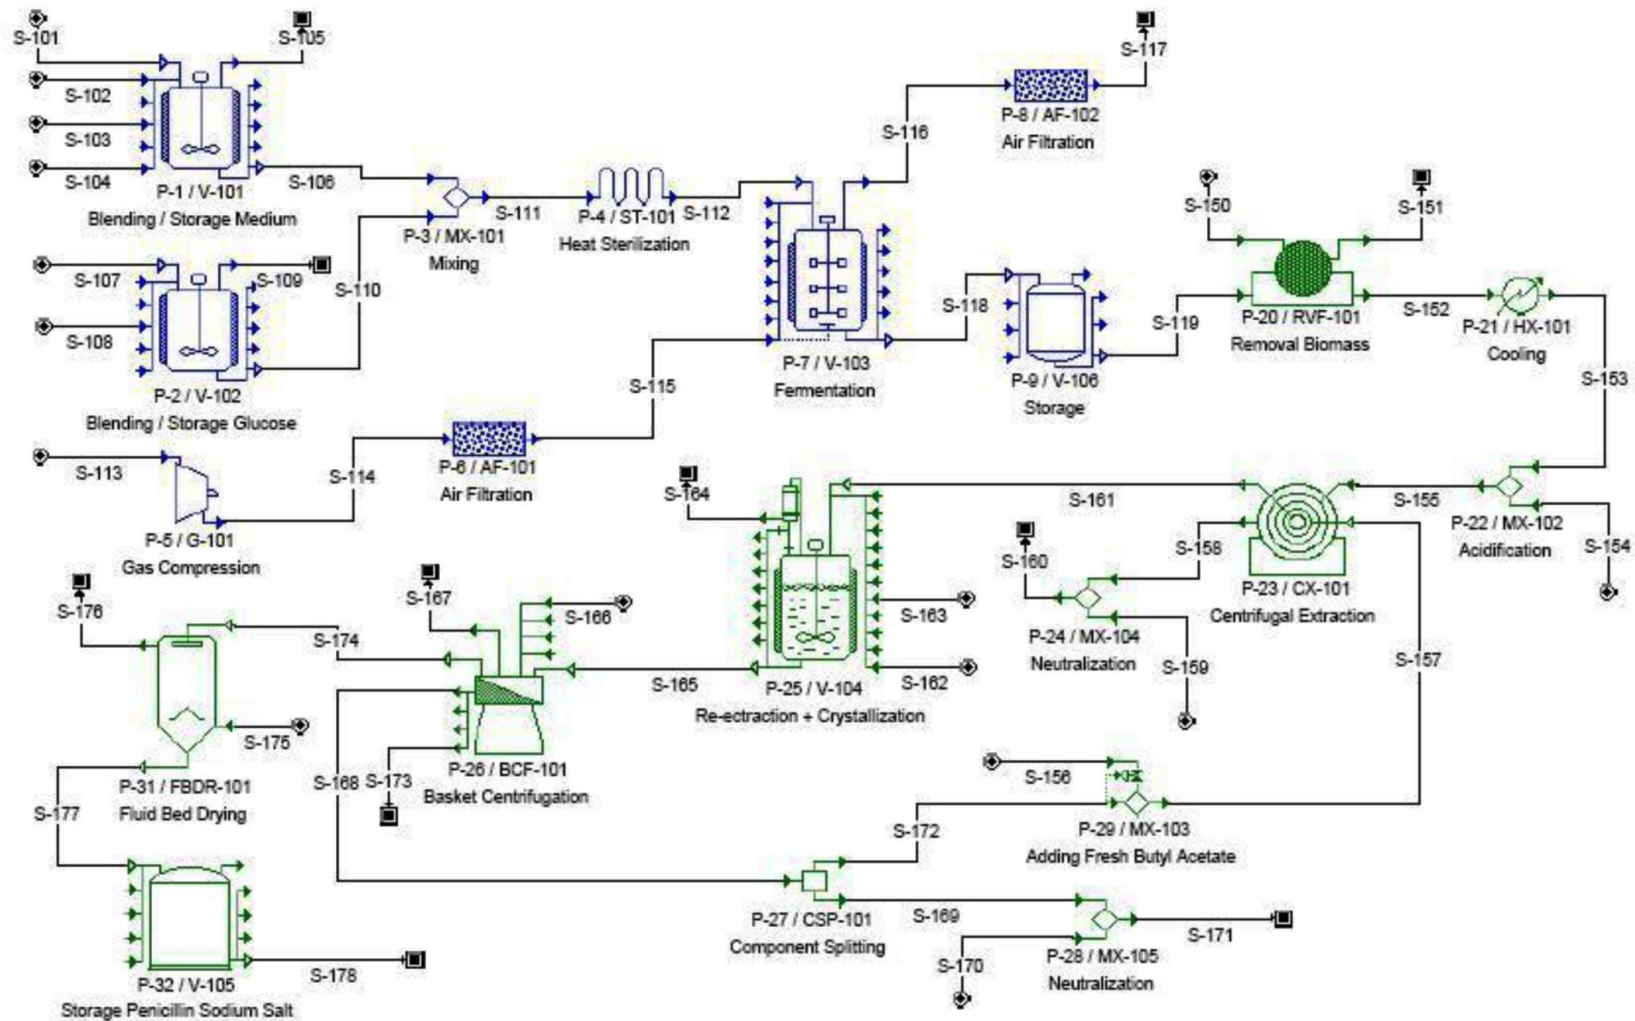 S-101
S-105
S-117
S-102
S-103
S-104
S-106
P-1 / V-101
Blending / Storage Medium
S-116
P-8 / AF-102
Air Filtration
S-111
P-3 / MX-101
Mixing
P-4 / ST-101
Heat Sterilization
S-112
S-150
S-151
S-107
S-109
S-108
S-110
P-2 / V-102
Blending / Storage Glucose
S-118
P-7 / V-103
Fermentation
S-119
P-9 / V-106
Storage
P-20 / RVF-101
Removal Biomass
S-152
P-21 / HX-101
Cooling
S-153
S-115
S-113
S-114
P-6 / AF-101
Air Filtration
P-5 / G-101
Gas Compression
S-164
S-161
S-155
P-22 / MX-102
Acidification
S-154
S-158
S-160
P-23 / CX-101
Centrifugal Extraction
P-24 / MX-104
Neutralization
S-159
S-157
S-163
S-162
P-25 / V-104
Re-ectraction + Crystallization
S-176
S-167
S-166
S-174
S-165
S-175
P-31 / FBDR-101
Fluid Bed Drying
S-168
S-173
P-26 / BCF-101
Basket Centrifugation
S-156
S-172
P-29 / MX-103
Adding Fresh Butyl Acetate
S-177
P-27 / CSP-101
Component Splitting
S-169
S-171
S-170
P-28 / MX-105
Neutralization
S-178
P-32 / V-105
Storage Penicillin Sodium Salt